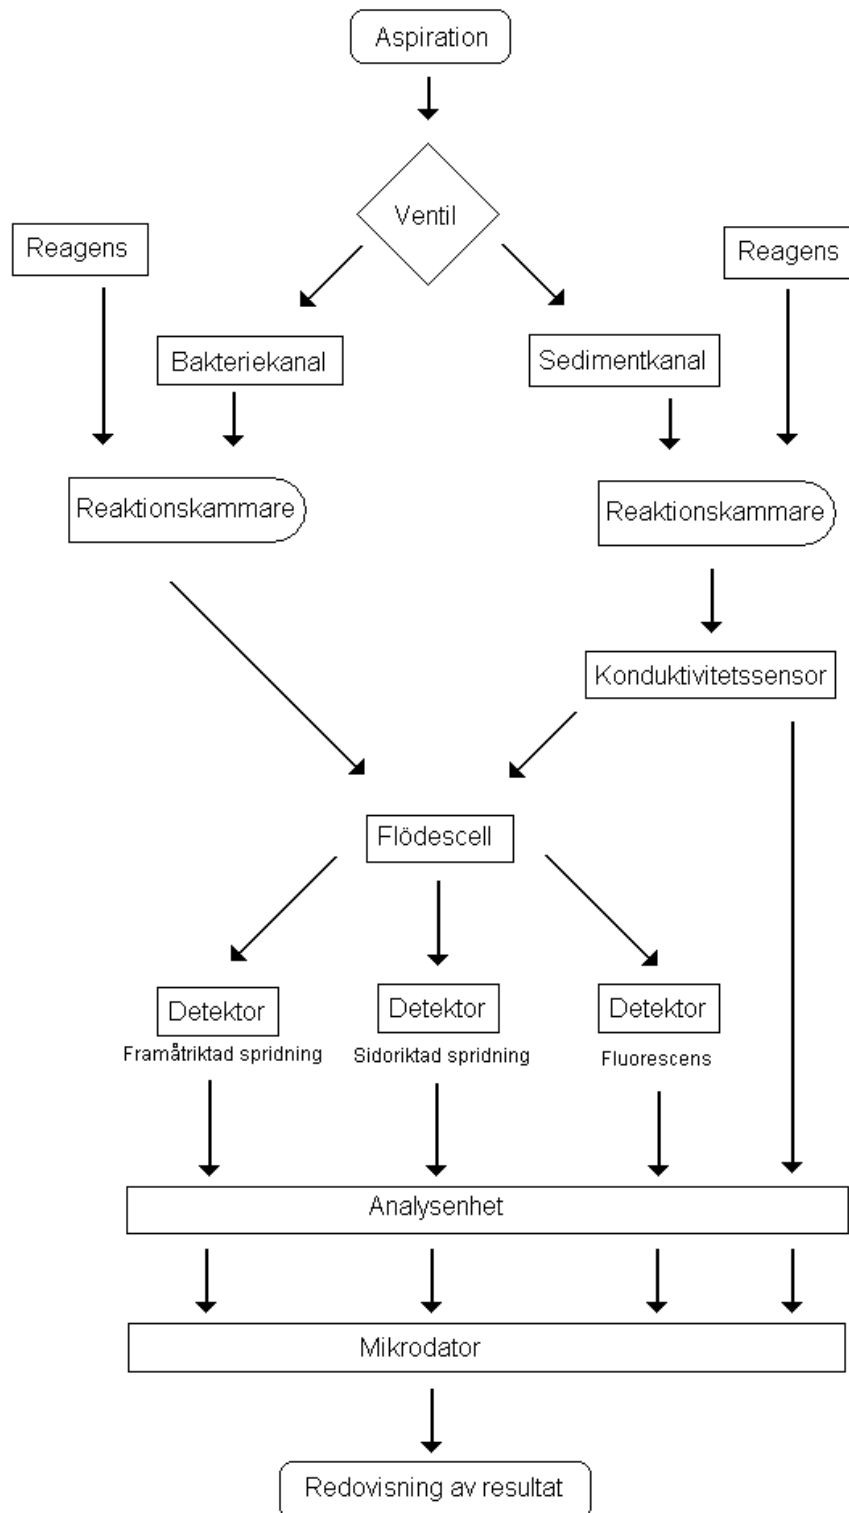 Aspiration
Ventil
Reagens
Reagens
Bakteriekanal
Sedimentkanal
Reaktionskammare
Reaktionskammare
Konduktivitetssensor
Flödescell
Detektor
Framåtriktad spridning
Detektor
Sidoriktad spridning
Detektor
Fluorescens
Analysenhet
Mikrodator
Redovisning av resultat